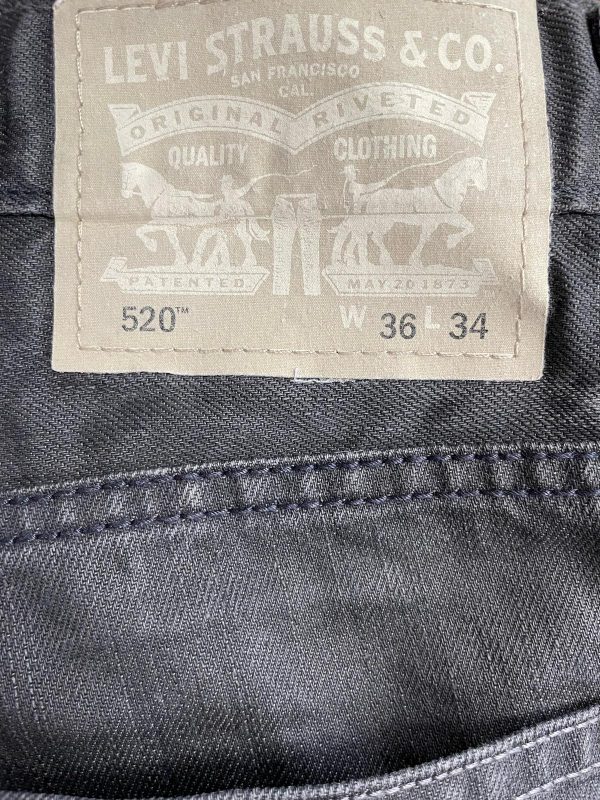 LEVI STRAUSS & CO.
SAN FRANCISCO
CAL.
ORIGINAL RIVETED
QUALITY CLOTHING
PATENTED MAY 20 1873
520™ W 36 L 34